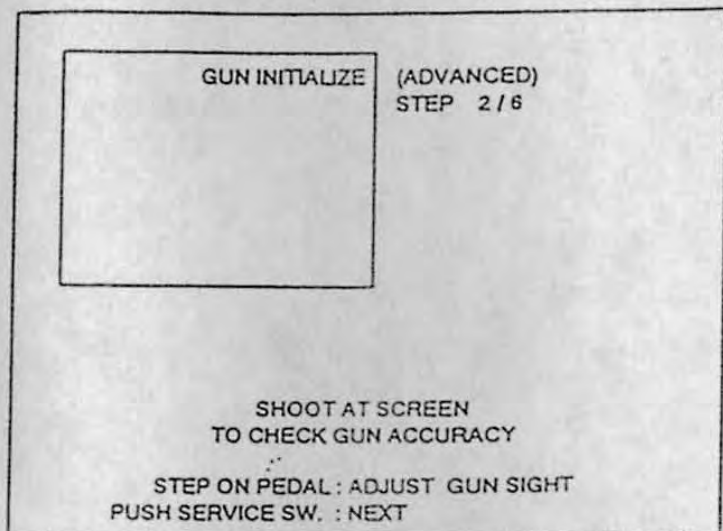 GUN INITIALIZE (ADVANCED)
STEP 2 / 6
SHOOT AT SCREEN
TO CHECK GUN ACCURACY
STEP ON PEDAL : ADJUST GUN SIGHT
PUSH SERVICE SW. : NEXT